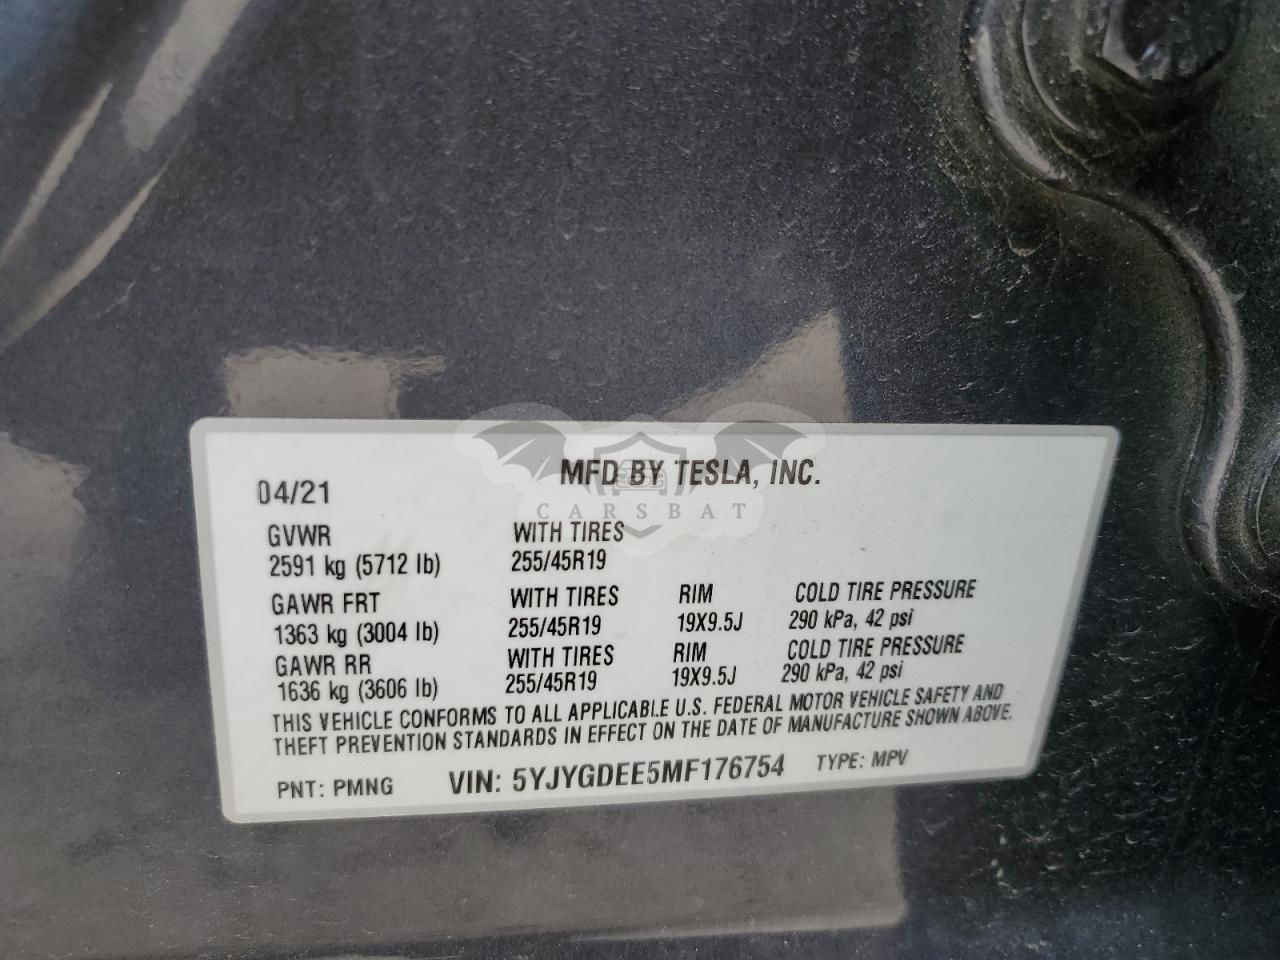 MFD BY TESLA, INC.
04/21
CARSBAT
GVWR WITH TIRES
2591 kg (5712 lb) 255/45R19
GAWR FRT WITH TIRES RIM COLD TIRE PRESSURE
1363 kg (3004 lb) 255/45R19 19X9.5J 290 kPa, 42 psi
GAWR RR WITH TIRES RIM COLD TIRE PRESSURE
1636 kg (3606 lb) 255/45R19 19X9.5J 290 kPa, 42 psi
THIS VEHICLE CONFORMS TO ALL APPLICABLE U.S. FEDERAL MOTOR VEHICLE SAFETY AND
THEFT PREVENTION STANDARDS IN EFFECT ON THE DATE OF MANUFACTURE SHOWN ABOVE.
PNT: PMNG VIN: 5YJYGDEE5MF176754 TYPE: MPV